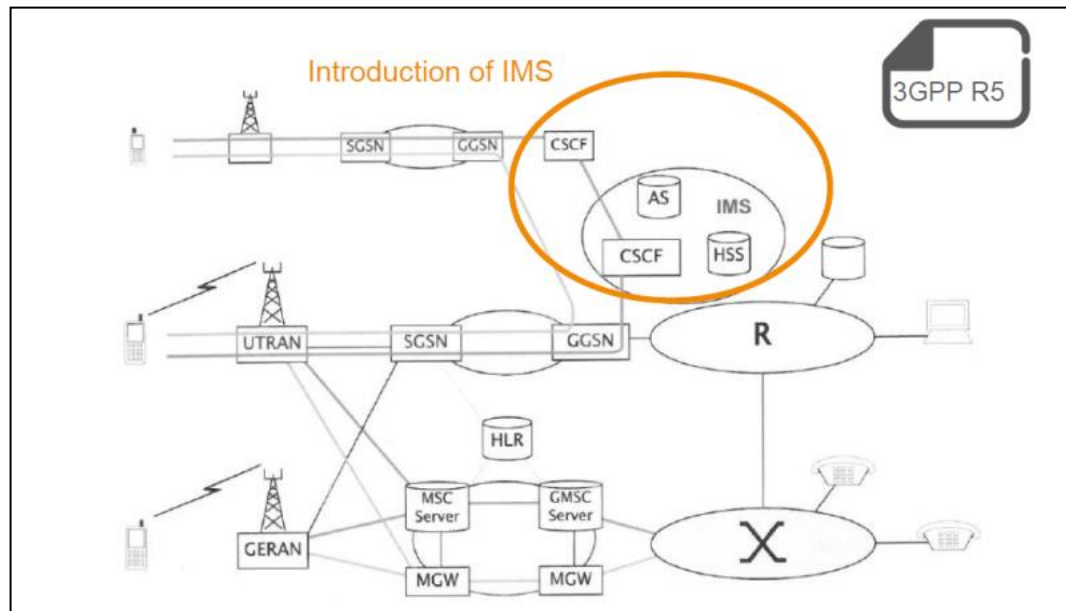 Introduction of IMS
3GPP R5
SGSN
GGSN
CSCF
AS
IMS
CSCF
HSS
UTRAN
SGSN
GGSN
R
HLR
MSC
Server
GMSC
Server
GERAN
MGW
MGW
X